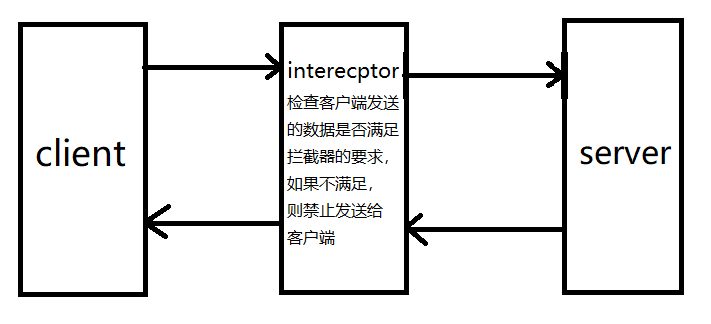 client
interecptor
检查客户端发送
的数据是否满足
拦截器的要求，
如果不满足，
则禁止发送给
客户端
server